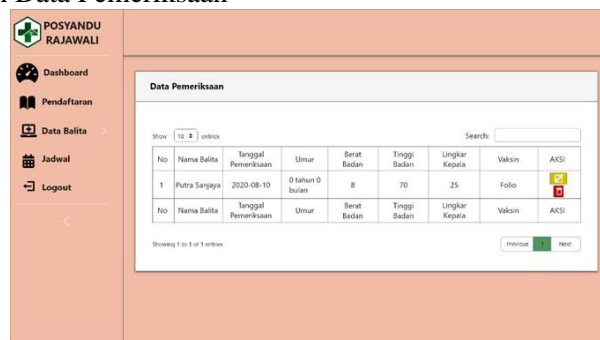 Data Pemeriksaan
POSYANDU
RAJAWALI
Dashboard
Pendaftaran
Data Balita
Jadwal
Logout
Data Pemeriksaan
Show 10 entries
Search:
No Nama Balita Tanggal Pemeriksaan Umur Berat Badan Tinggi Badan Lingkar Kepala Vaksin AKSI
1 Putra Sanjaya 2020-08-10 0 tahun 0 bulan 8 70 25 Folio
No Nama Balita Tanggal Pemeriksaan Umur Berat Badan Tinggi Badan Lingkar Kepala Vaksin AKSI
Showing 1 to 1 of 1 entries
Previous 1 Next